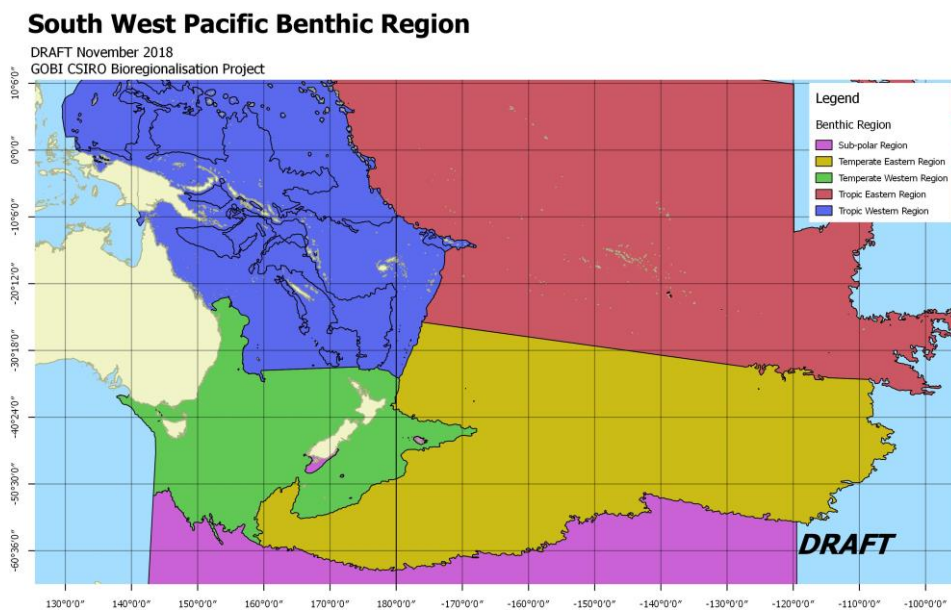 South West Pacific Benthic Region
DRAFT November 2018
GOBI CSIRO Bioregionalisation Project
Legend
Benthic Region
Sub-polar Region
Temperate Eastern Region
Temperate Western Region
Tropic Eastern Region
Tropic Western Region
10°6'0"
0°0'0"
-10°6'0"
-20°12'0"
-30°18'0"
-40°24'0"
-50°30'0"
-60°36'0"
DRAFT
130°0'0" 140°0'0" 150°0'0" 160°0'0" 170°0'0" 180°0'0" -170°0'0" -160°0'0" -150°0'0" -140°0'0" -130°0'0" -120°0'0" -110°0'0" -100°0'0"